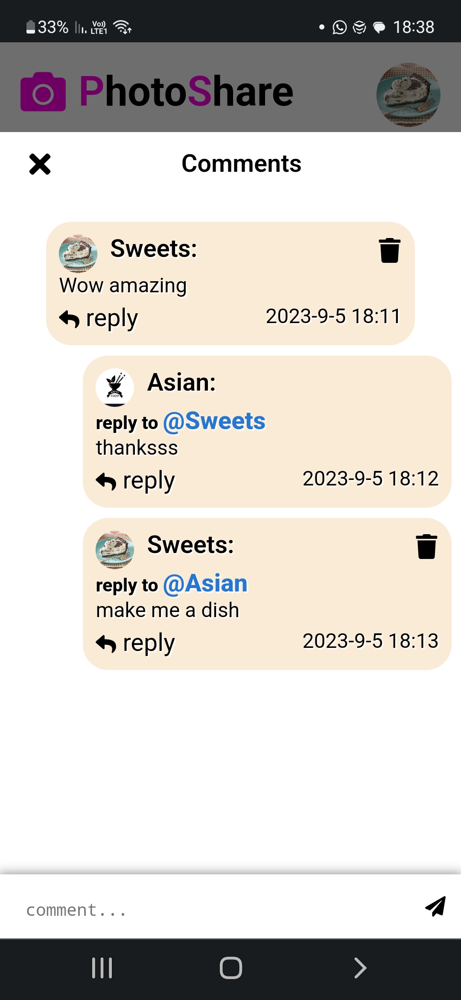 33% Vo)) LTE1 18:38
PhotoShare
Comments
Sweets:
Wow amazing
reply 2023-9-5 18:11
ASIAN
FOOD
Asian:
reply to @Sweets
thanksss
reply 2023-9-5 18:12
Sweets:
reply to @Asian
make me a dish
reply 2023-9-5 18:13
comment...